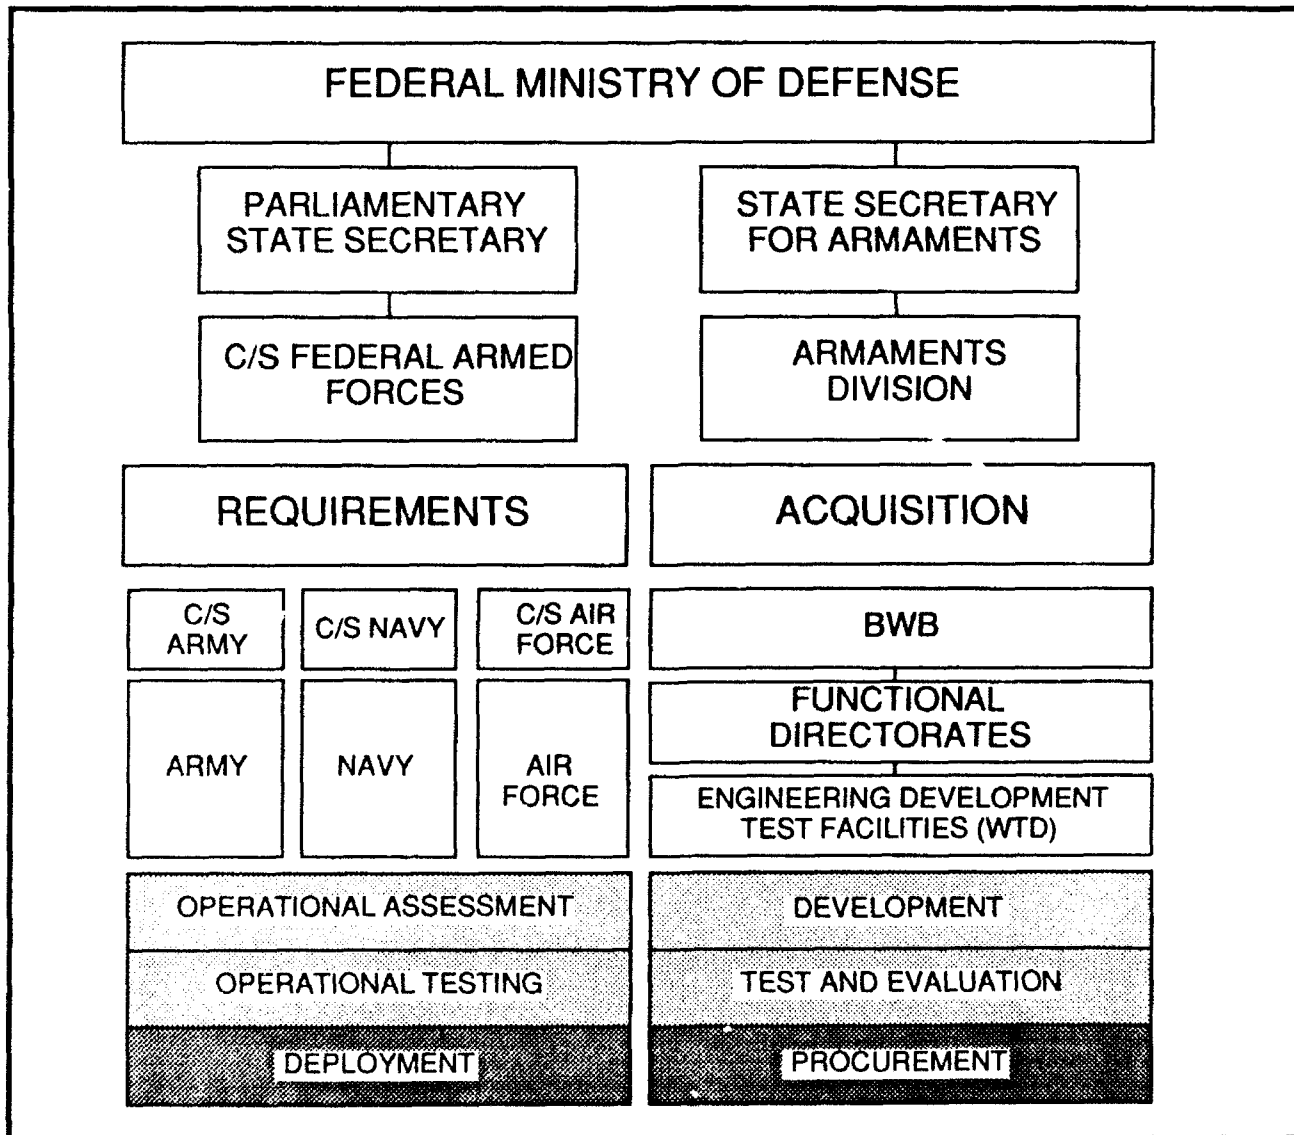 FEDERAL MINISTRY OF DEFENSE
PARLIAMENTARY
STATE SECRETARY
STATE SECRETARY
FOR ARMAMENTS
C/S FEDERAL ARMED
FORCES
ARMAMENTS
DIVISION
REQUIREMENTS
ACQUISITION
C/S
ARMY
C/S NAVY
C/S AIR
FORCE
BWB
ARMY
NAVY
AIR
FORCE
FUNCTIONAL
DIRECTORATES
ENGINEERING DEVELOPMENT
TEST FACILITIES (WTD)
OPERATIONAL ASSESSMENT
DEVELOPMENT
OPERATIONAL TESTING
TEST AND EVALUATION
DEPLOYMENT
PROCUREMENT